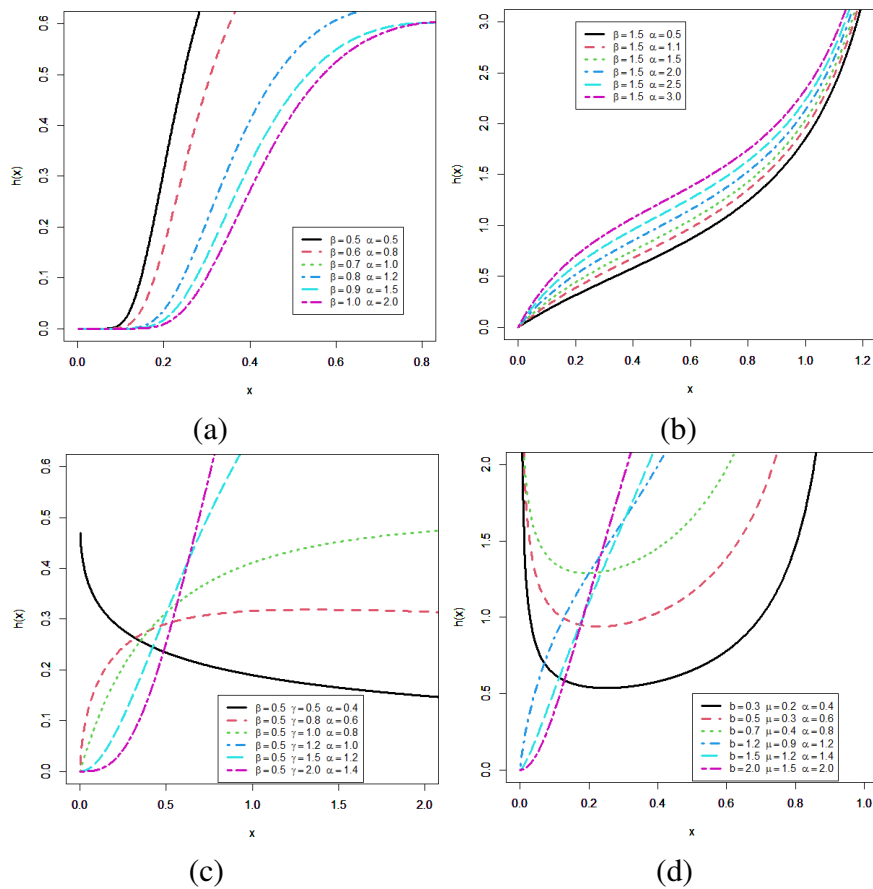 h(x)
0.6
0.5
0.4
0.3
0.2
0.1
0.0
β = 0.5 α = 0.5
β = 0.6 α = 0.8
β = 0.7 α = 1.0
β = 0.8 α = 1.2
β = 0.9 α = 1.5
β = 1.0 α = 2.0
0.0 0.2 0.4 0.6 0.8
x
(a)
h(x)
3.0
2.5
2.0
1.5
1.0
0.5
0.0
β = 1.5 α = 0.5
β = 1.5 α = 1.1
β = 1.5 α = 1.5
β = 1.5 α = 2.0
β = 1.5 α = 2.5
β = 1.5 α = 3.0
0.0 0.2 0.4 0.6 0.8 1.0 1.2
x
(b)
h(x)
0.6
0.5
0.4
0.3
0.2
0.1
0.0
β = 0.5 γ = 0.5 α = 0.4
β = 0.5 γ = 0.8 α = 0.6
β = 0.5 γ = 1.0 α = 0.8
β = 0.5 γ = 1.2 α = 1.0
β = 0.5 γ = 1.5 α = 1.2
β = 0.5 γ = 2.0 α = 1.4
0.0 0.5 1.0 1.5 2.0
x
(c)
h(x)
2.0
1.5
1.0
0.5
0.0
b = 0.3 μ = 0.2 α = 0.4
b = 0.5 μ = 0.3 α = 0.6
b = 0.7 μ = 0.4 α = 0.8
b = 1.2 μ = 0.9 α = 1.2
b = 1.5 μ = 1.2 α = 1.4
b = 2.0 μ = 1.5 α = 2.0
0.0 0.2 0.4 0.6 0.8 1.0
x
(d)